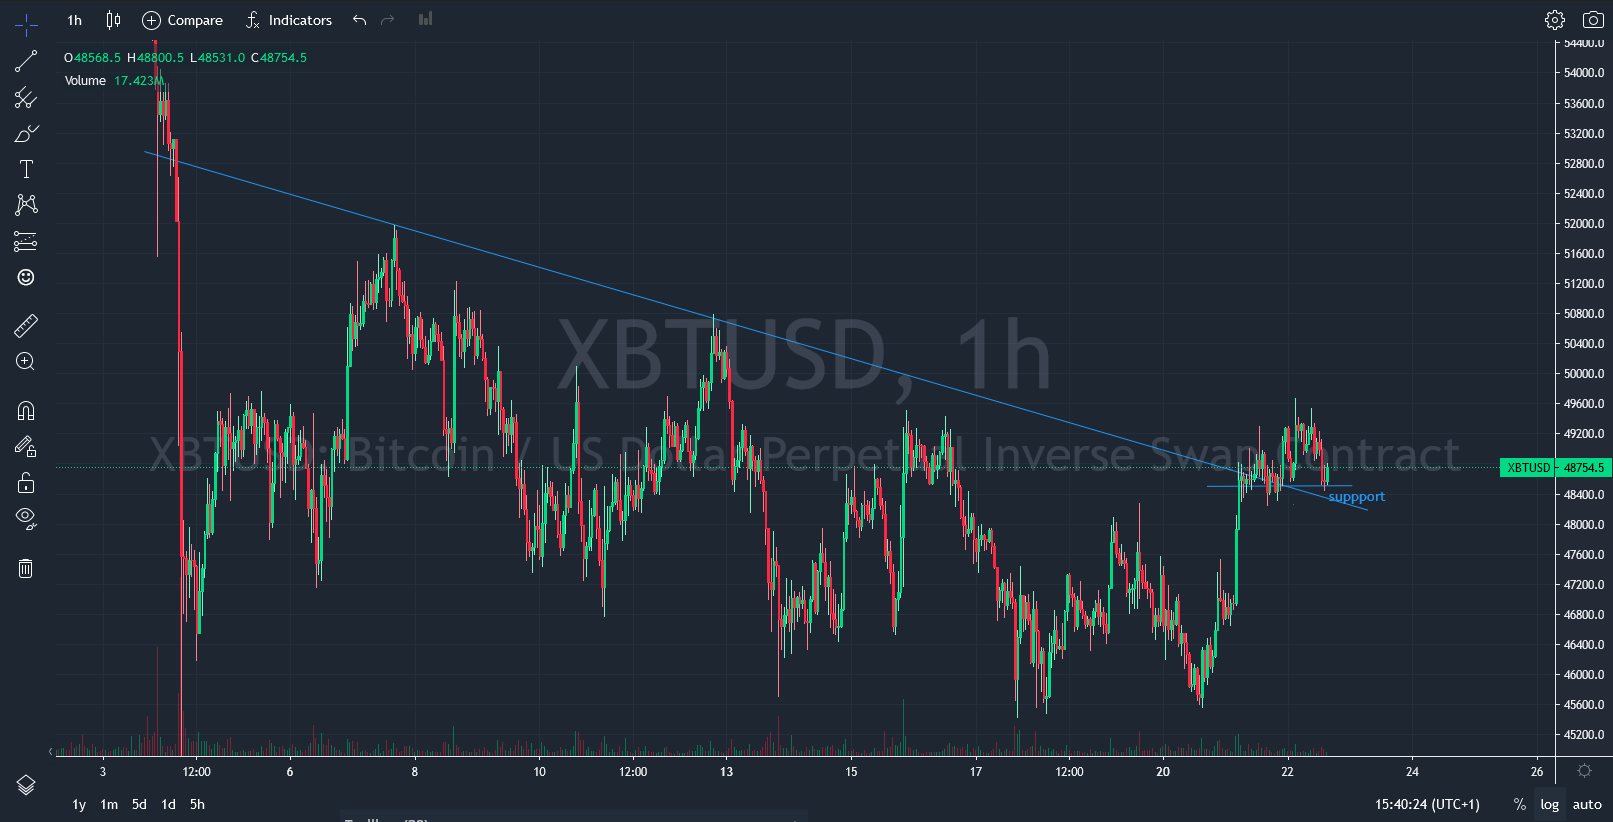 1h Compare Indicators
O48568.5 H48800.5 L48531.0 C48754.5
Volume 17.423M
XBTUSD, 1h
XBTUSD, Bitcoin / US Dollar Perpetual Inverse Swap Contract
suppport
54400.0
54000.0
53600.0
53200.0
52800.0
52400.0
52000.0
51600.0
51200.0
50800.0
50400.0
50000.0
49600.0
49200.0
XBTUSD 48754.5
48400.0
48000.0
47600.0
47200.0
46800.0
46400.0
46000.0
45600.0
45200.0
3 12:00 6 8 10 12:00 13 15 17 12:00 20 22 24 26
1y 1m 5d 1d 5h 15:40:24 (UTC+1) % log auto